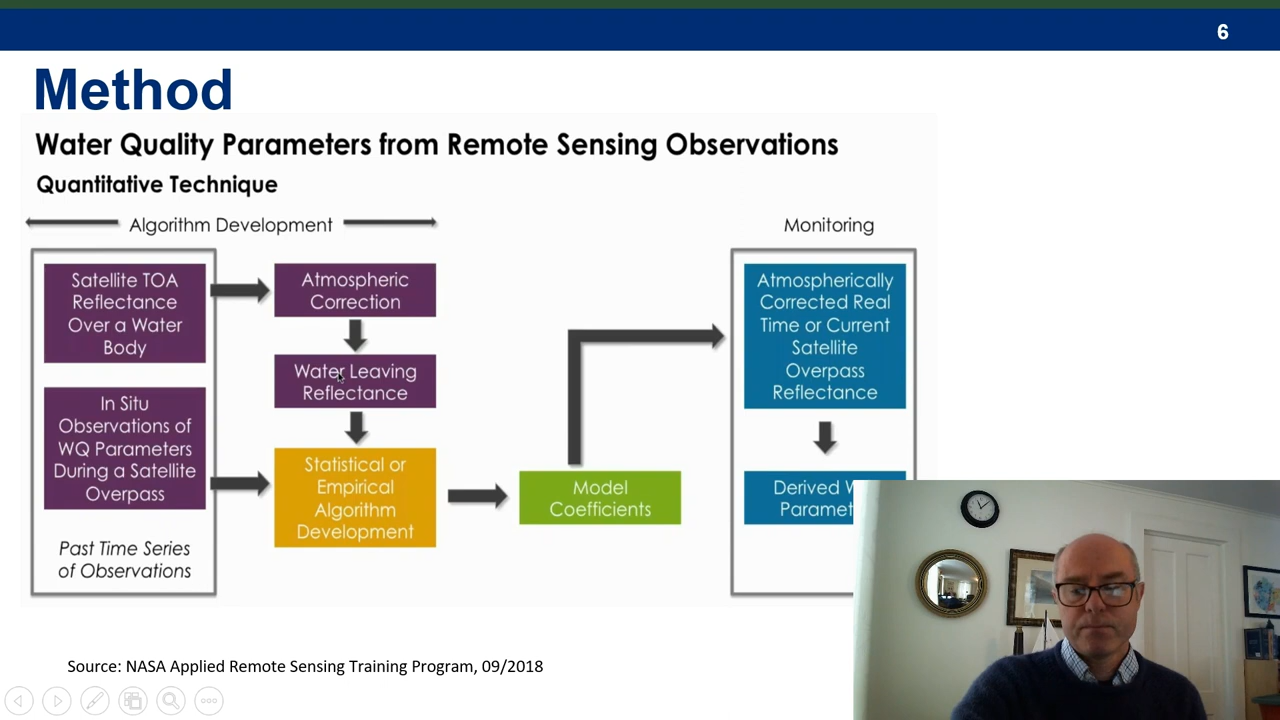 6
Method
Water Quality Parameters from Remote Sensing Observations
Quantitative Technique
Algorithm Development
Monitoring
Satellite TOA
Reflectance
Over a Water
Body
Atmospheric
Correction
Water Leaving
Reflectance
In Situ
Observations of
WQ Parameters
During a Satellite
Overpass
Statistical or
Empirical
Algorithm
Development
Past Time Series
of Observations
Model
Coefficients
Atmospherically
Corrected Real
Time or Current
Satellite
Overpass
Reflectance
Derived
Source: NASA Applied Remote Sensing Training Program, 09/2018